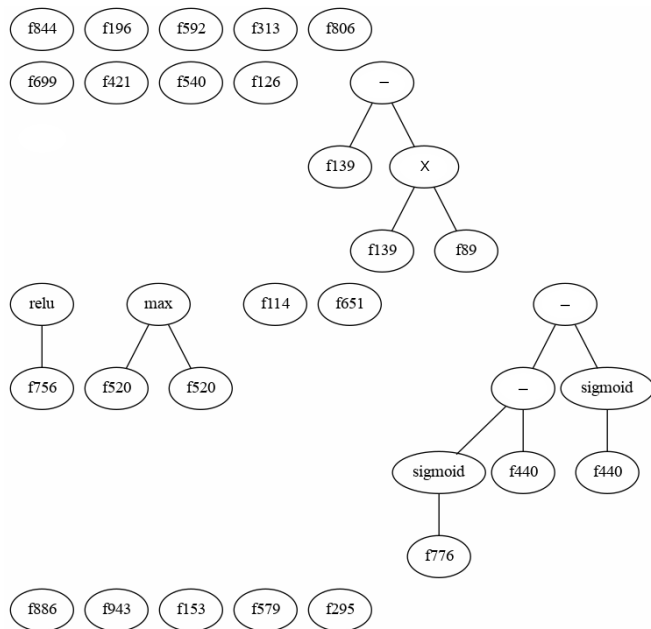 f844 f196 f592 f313 f806
f699 f421 f540 f126 −
f139 X
f139 f89
relu max f114 f651 −
f756 f520 f520 − sigmoid
sigmoid f440 f440
f776
f886 f943 f153 f579 f295